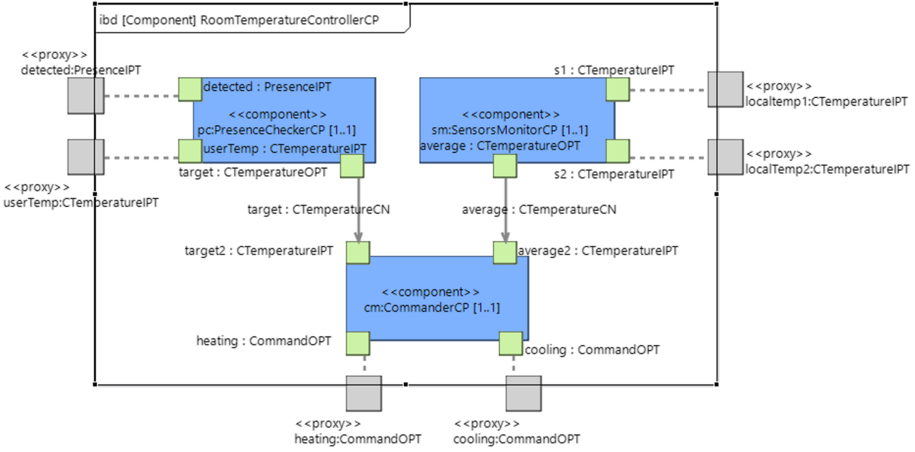 ibd [Component] RoomTemperatureControllerCP
<<proxy>>
detected:PresenceIPT
detected : PresenceIPT
<<component>>
pc:PresenceCheckerCP [1..1]
userTemp : CTemperatureIPT
target : CTemperatureOPT
<<proxy>>
userTemp:CTemperatureIPT
s1 : CTemperatureIPT
<<component>>
sm:SensorsMonitorCP [1..1]
average : CTemperatureOPT
s2 : CTemperatureIPT
<<proxy>>
localtemp1:CTemperatureIPT
<<proxy>>
localTemp2:CTemperatureIPT
target : CTemperatureCN
average : CTemperatureCN
target2 : CTemperatureIPT
average2 : CTemperatureIPT
<<component>>
cm:CommanderCP [1..1]
heating : CommandOPT
cooling : CommandOPT
<<proxy>>
heating:CommandOPT
<<proxy>>
cooling:CommandOPT